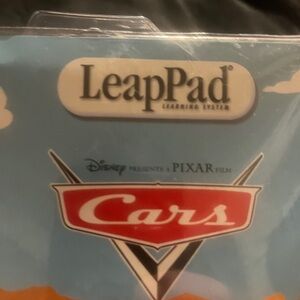 LeapPad®
LEARNING SYSTEM
Disney PRESENTS A PIXAR FILM
Cars